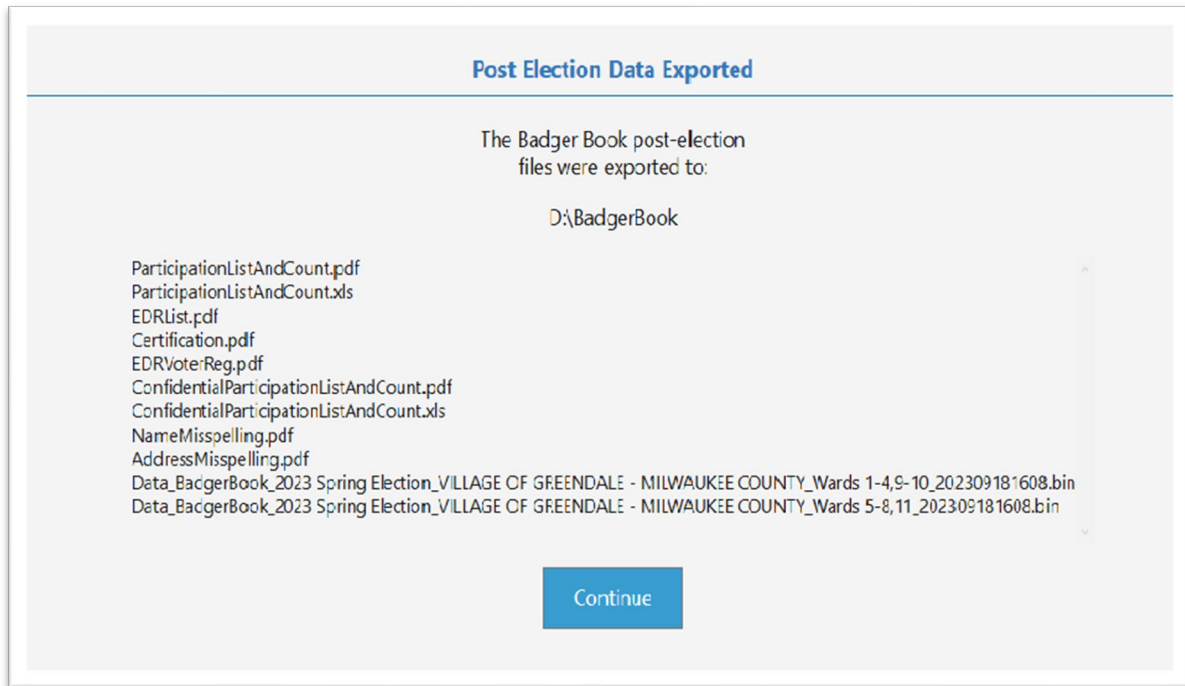 Post Election Data Exported
The Badger Book post-election
files were exported to:
D:\BadgerBook
ParticipationListAndCount.pdf
ParticipationListAndCount.xls
EDRList.pdf
Certification.pdf
EDRVoterReg.pdf
ConfidentialParticipationListAndCount.pdf
ConfidentialParticipationListAndCount.xls
NameMisspelling.pdf
AddressMisspelling.pdf
Data_BadgerBook_2023 Spring Election_VILLAGE OF GREENDALE - MILWAUKEE COUNTY_Wards 1-4,9-10_202309181608.bin
Data_BadgerBook_2023 Spring Election_VILLAGE OF GREENDALE - MILWAUKEE COUNTY_Wards 5-8,11_202309181608.bin
Continue